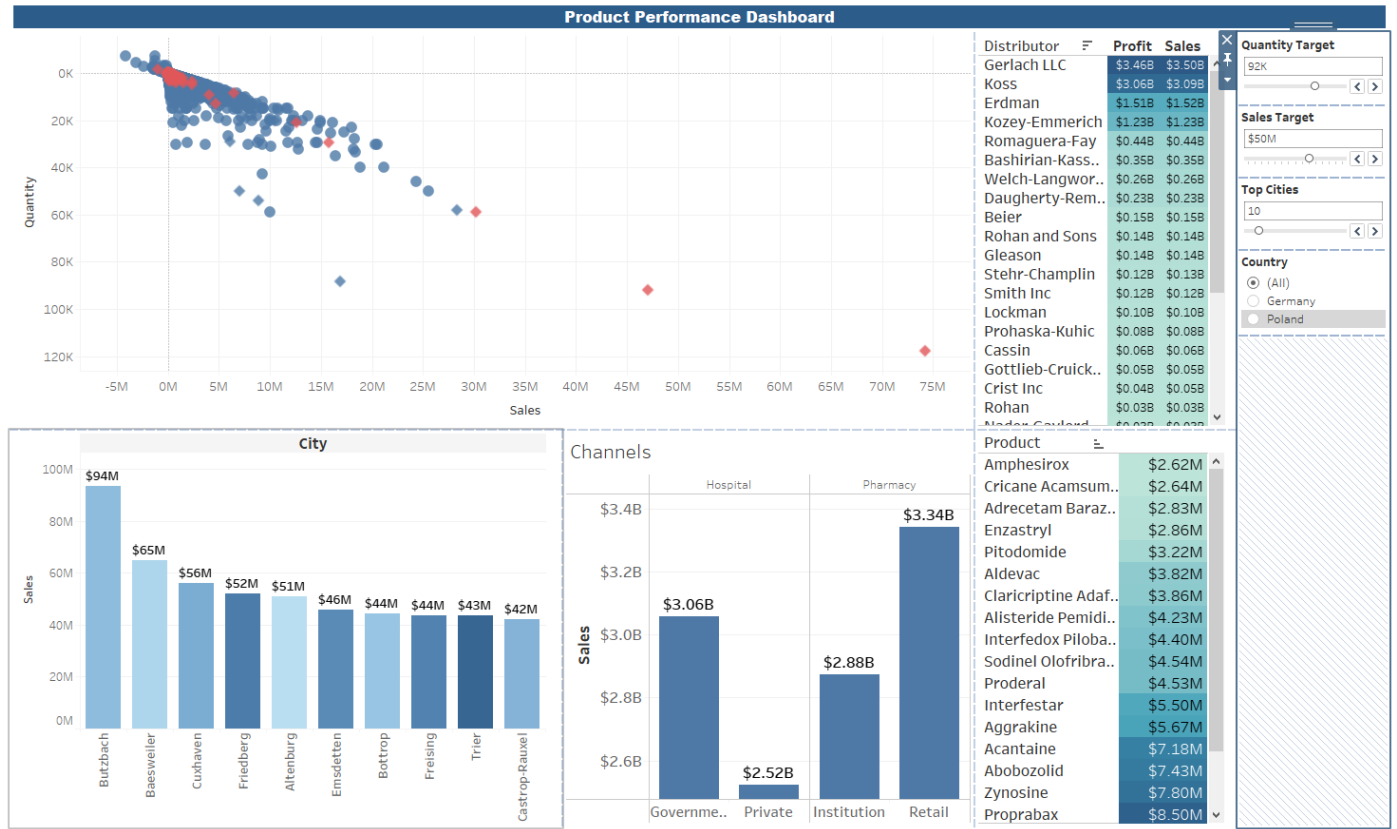 Product Performance Dashboard
0K
20K
40K
60K
80K
100K
120K
Quantity
-5M 0M 5M 10M 15M 20M 25M 30M 35M 40M 45M 50M 55M 60M 65M 70M 75M
Sales
Distributor Profit Sales
Gerlach LLC $3.46B $3.50B
Koss $3.06B $3.09B
Erdman $1.51B $1.52B
Kozey-Emmerich $1.23B $1.23B
Romaguera-Fay $0.44B $0.44B
Bashirian-Kass.. $0.35B $0.35B
Welch-Langwor.. $0.26B $0.26B
Daugherty-Rem.. $0.23B $0.23B
Beier $0.15B $0.15B
Rohan and Sons $0.14B $0.14B
Gleason $0.14B $0.14B
Stehr-Champlin $0.12B $0.13B
Smith Inc $0.12B $0.12B
Lockman $0.10B $0.10B
Prohaska-Kuhic $0.08B $0.08B
Cassin $0.06B $0.06B
Gottlieb-Cruick.. $0.05B $0.05B
Crist Inc $0.04B $0.05B
Rohan $0.03B $0.03B
Quantity Target
92K
Sales Target
$50M
Top Cities
10
Country
(All)
Germany
Poland
City
Sales
100M
80M
60M
40M
20M
0M
$94M $65M $56M $52M $51M $46M $44M $44M $43M $42M
Butzbach
Baesweiler
Cuxhaven
Friedberg
Altenburg
Emsdetten
Bottrop
Freising
Trier
Castrop-Rauxel
Channels
Hospital Pharmacy
Sales
$3.4B
$3.2B
$3.0B
$2.8B
$2.6B
$3.06B $2.52B $2.88B $3.34B
Governme.. Private Institution Retail
Product
Amphesirox $2.62M
Cricane Acamsum.. $2.64M
Adrecetam Baraz.. $2.83M
Enzastryl $2.86M
Pitodomide $3.22M
Aldevac $3.82M
Claricriptine Adaf.. $3.86M
Alisteride Pemidi.. $4.23M
Interfedox Piloba.. $4.40M
Sodinel Olofribra.. $4.54M
Proderal $4.53M
Interfestar $5.50M
Aggrakine $5.67M
Acantaine $7.18M
Abobozolid $7.43M
Zynosine $7.80M
Proprabax $8.50M